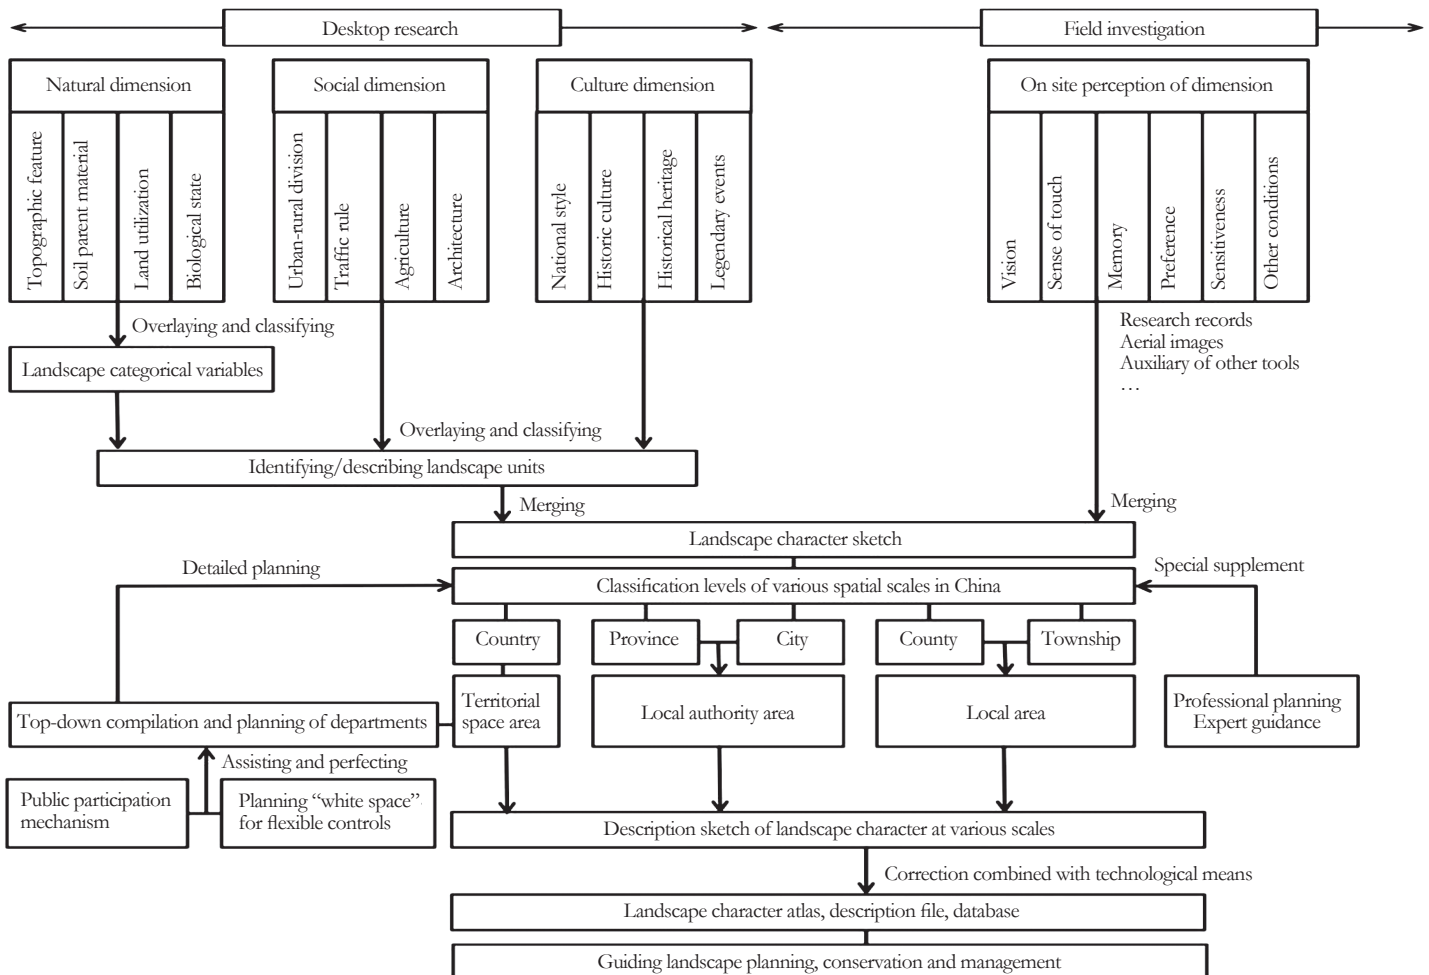 Desktop research
Field investigation
Natural dimension
Social dimension
Culture dimension
On site perception of dimension
Topographic feature
Soil parent material
Land utilization
Biological state
Urban-rural division
Traffic rule
Agriculture
Architecture
National style
Historic culture
Historical heritage
Legendary events
Vision
Sense of touch
Memory
Preference
Sensitiveness
Other conditions
Overlaying and classifying
Research records
Aerial images
Auxiliary of other tools
…
Landscape categorical variables
Overlaying and classifying
Identifying/describing landscape units
Merging
Merging
Landscape character sketch
Detailed planning
Classification levels of various spatial scales in China
Special supplement
Country
Province
City
County
Township
Top-down compilation and planning of departments
Territorial
space area
Local authority area
Local area
Professional planning
Expert guidance
Assisting and perfecting
Public participation
mechanism
Planning “white space”
for flexible controls
Description sketch of landscape character at various scales
Correction combined with technological means
Landscape character atlas, description file, database
Guiding landscape planning, conservation and management